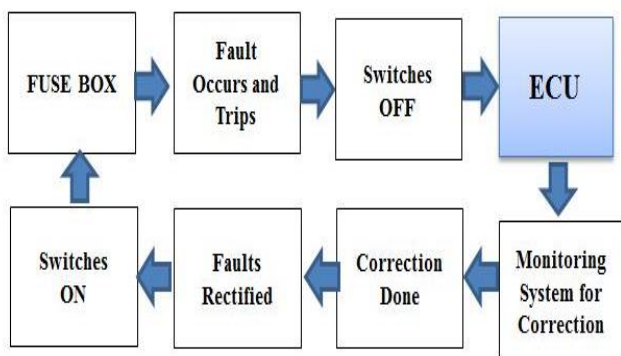 FUSE BOX
Fault
Occurs and
Trips
Switches
OFF
ECU
Monitoring
System for
Correction
Correction
Done
Faults
Rectified
Switches
ON